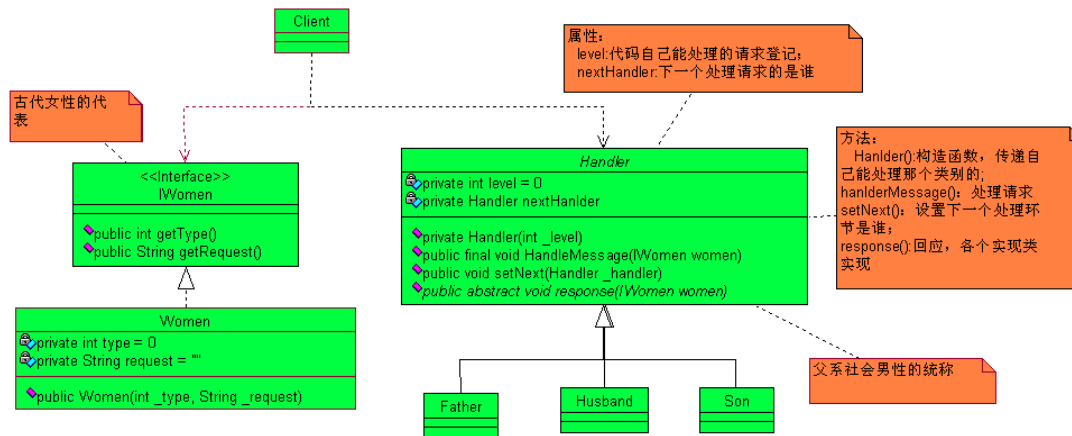 Client
属性：
level:代码自己能处理的请求登记；
nextHandler:下一个处理请求的是谁
古代女性的代
表
<<Interface>>
IWomen
public int getType()
public String getRequest()
Women
private int type = 0
private String request = ""
public Women(int _type, String _request)
Handler
private int level = 0
private Handler nextHanlder
private Handler(int _level)
public final void HandleMessage(IWomen women)
public void setNext(Handler _handler)
public abstract void response(IWomen women)
方法：
Hanlder():构造函数，传递自
己能处理那个类别的;
hanlderMessage()：处理请求
setNext()：设置下一个处理环
节是谁；
response():回应，各个实现类
实现
父系社会男性的统称
Father
Husband
Son